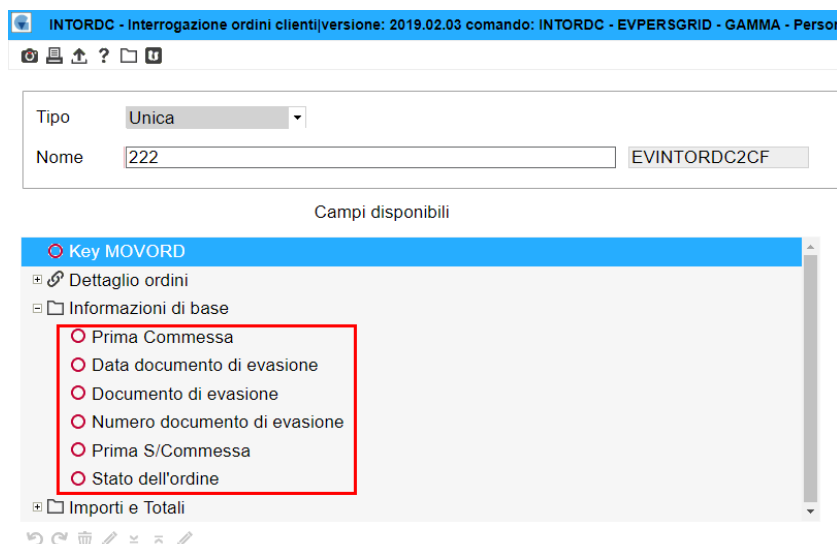 INTORDC - Interrogazione ordini clienti|versione: 2019.02.03 comando: INTORDC - EVPERSGRID - GAMMA - Person
Tipo Unica
Nome 222 EVINTORDC2CF
Campi disponibili
Key MOVORD
Dettaglio ordini
Informazioni di base
Prima Commessa
Data documento di evasione
Documento di evasione
Numero documento di evasione
Prima S/Commessa
Stato dell'ordine
Importi e Totali